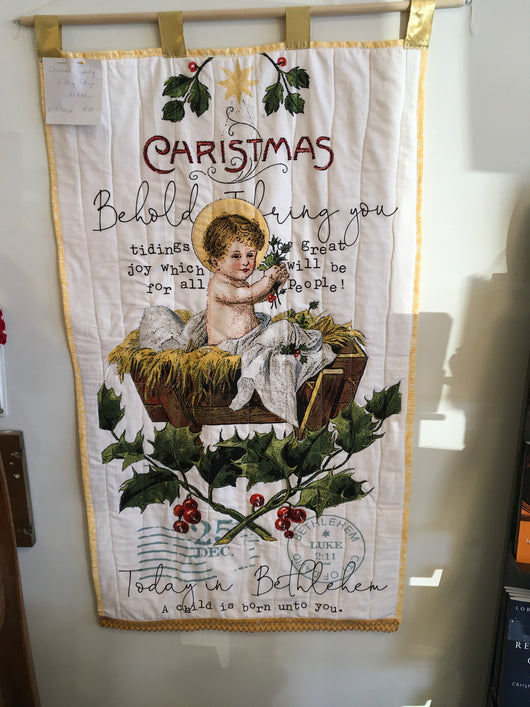 CHRISTMAS
Behold I bring you
tidings of great
joy which will be
for all People!
25
DEC.
BETHLEHEM
LUKE
2:11
Today in Bethlehem
A child is born unto you.